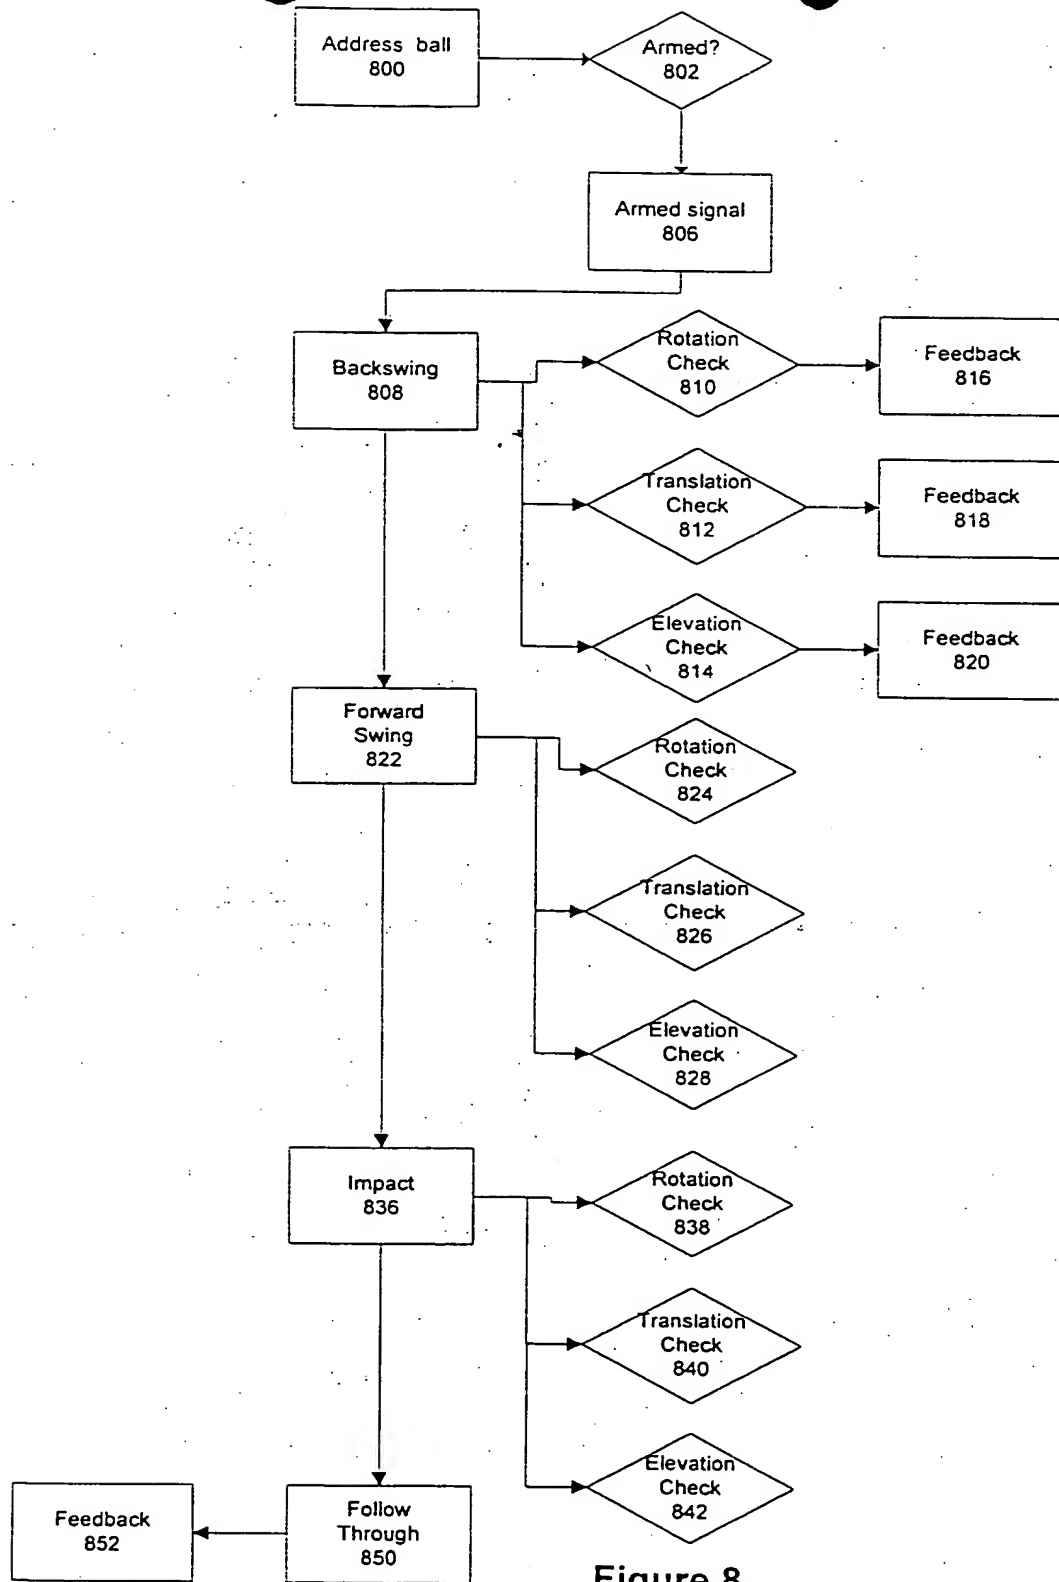 Address ball
800
Armed?
802
Armed signal
806
Backswing
808
Rotation
Check
810
Feedback
816
Translation
Check
812
Feedback
818
Elevation
Check
814
Feedback
820
Forward
Swing
822
Rotation
Check
824
Translation
Check
826
Elevation
Check
828
Impact
836
Rotation
Check
838
Translation
Check
840
Elevation
Check
842
Follow
Through
850
Feedback
852
Figure 8